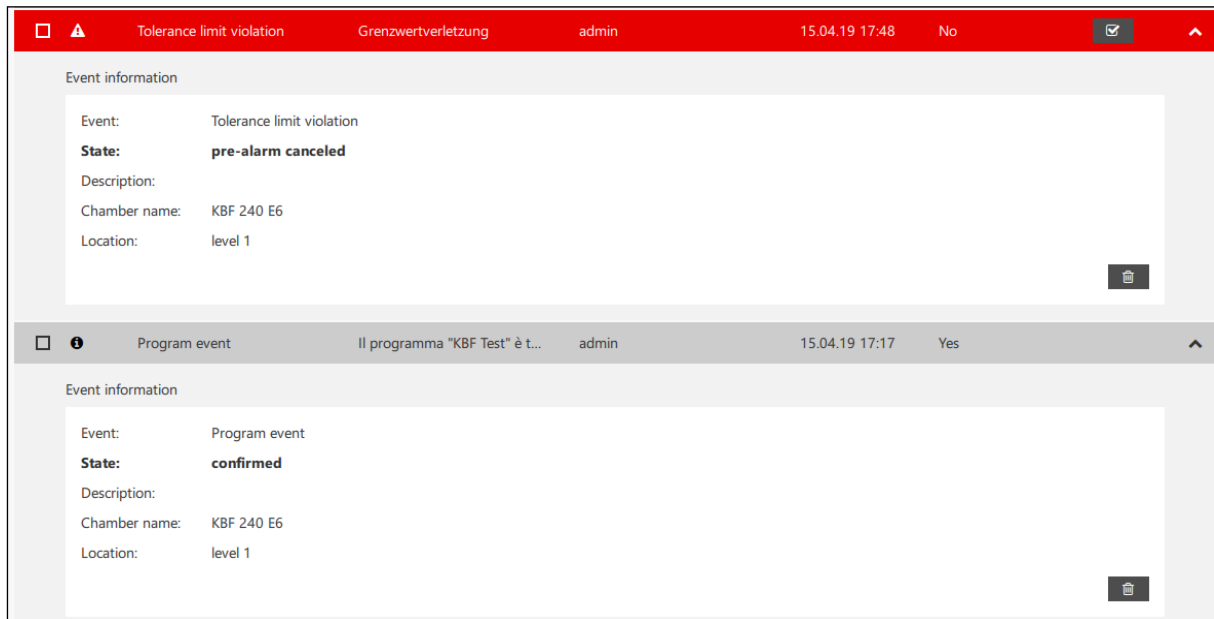 Tolerance limit violation Grenzwertverletzung admin 15.04.19 17:48 No
Event information
Event: Tolerance limit violation
State: pre-alarm canceled
Description:
Chamber name: KBF 240 E6
Location: level 1
Program event Il programma "KBF Test" è t... admin 15.04.19 17:17 Yes
Event information
Event: Program event
State: confirmed
Description:
Chamber name: KBF 240 E6
Location: level 1